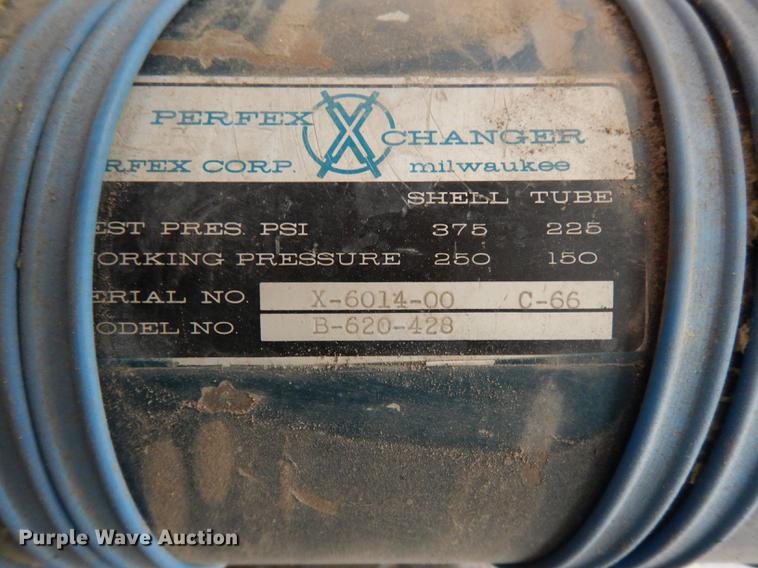 PERFEX X CHANGER
RFEX CORP. milwaukee
SHELL TUBE
EST PRES. PSI 375 225
ORKING PRESSURE 250 150
ERIAL NO. X-6014-00 C-66
ODEL NO. B-620-428
Purple Wave Auction